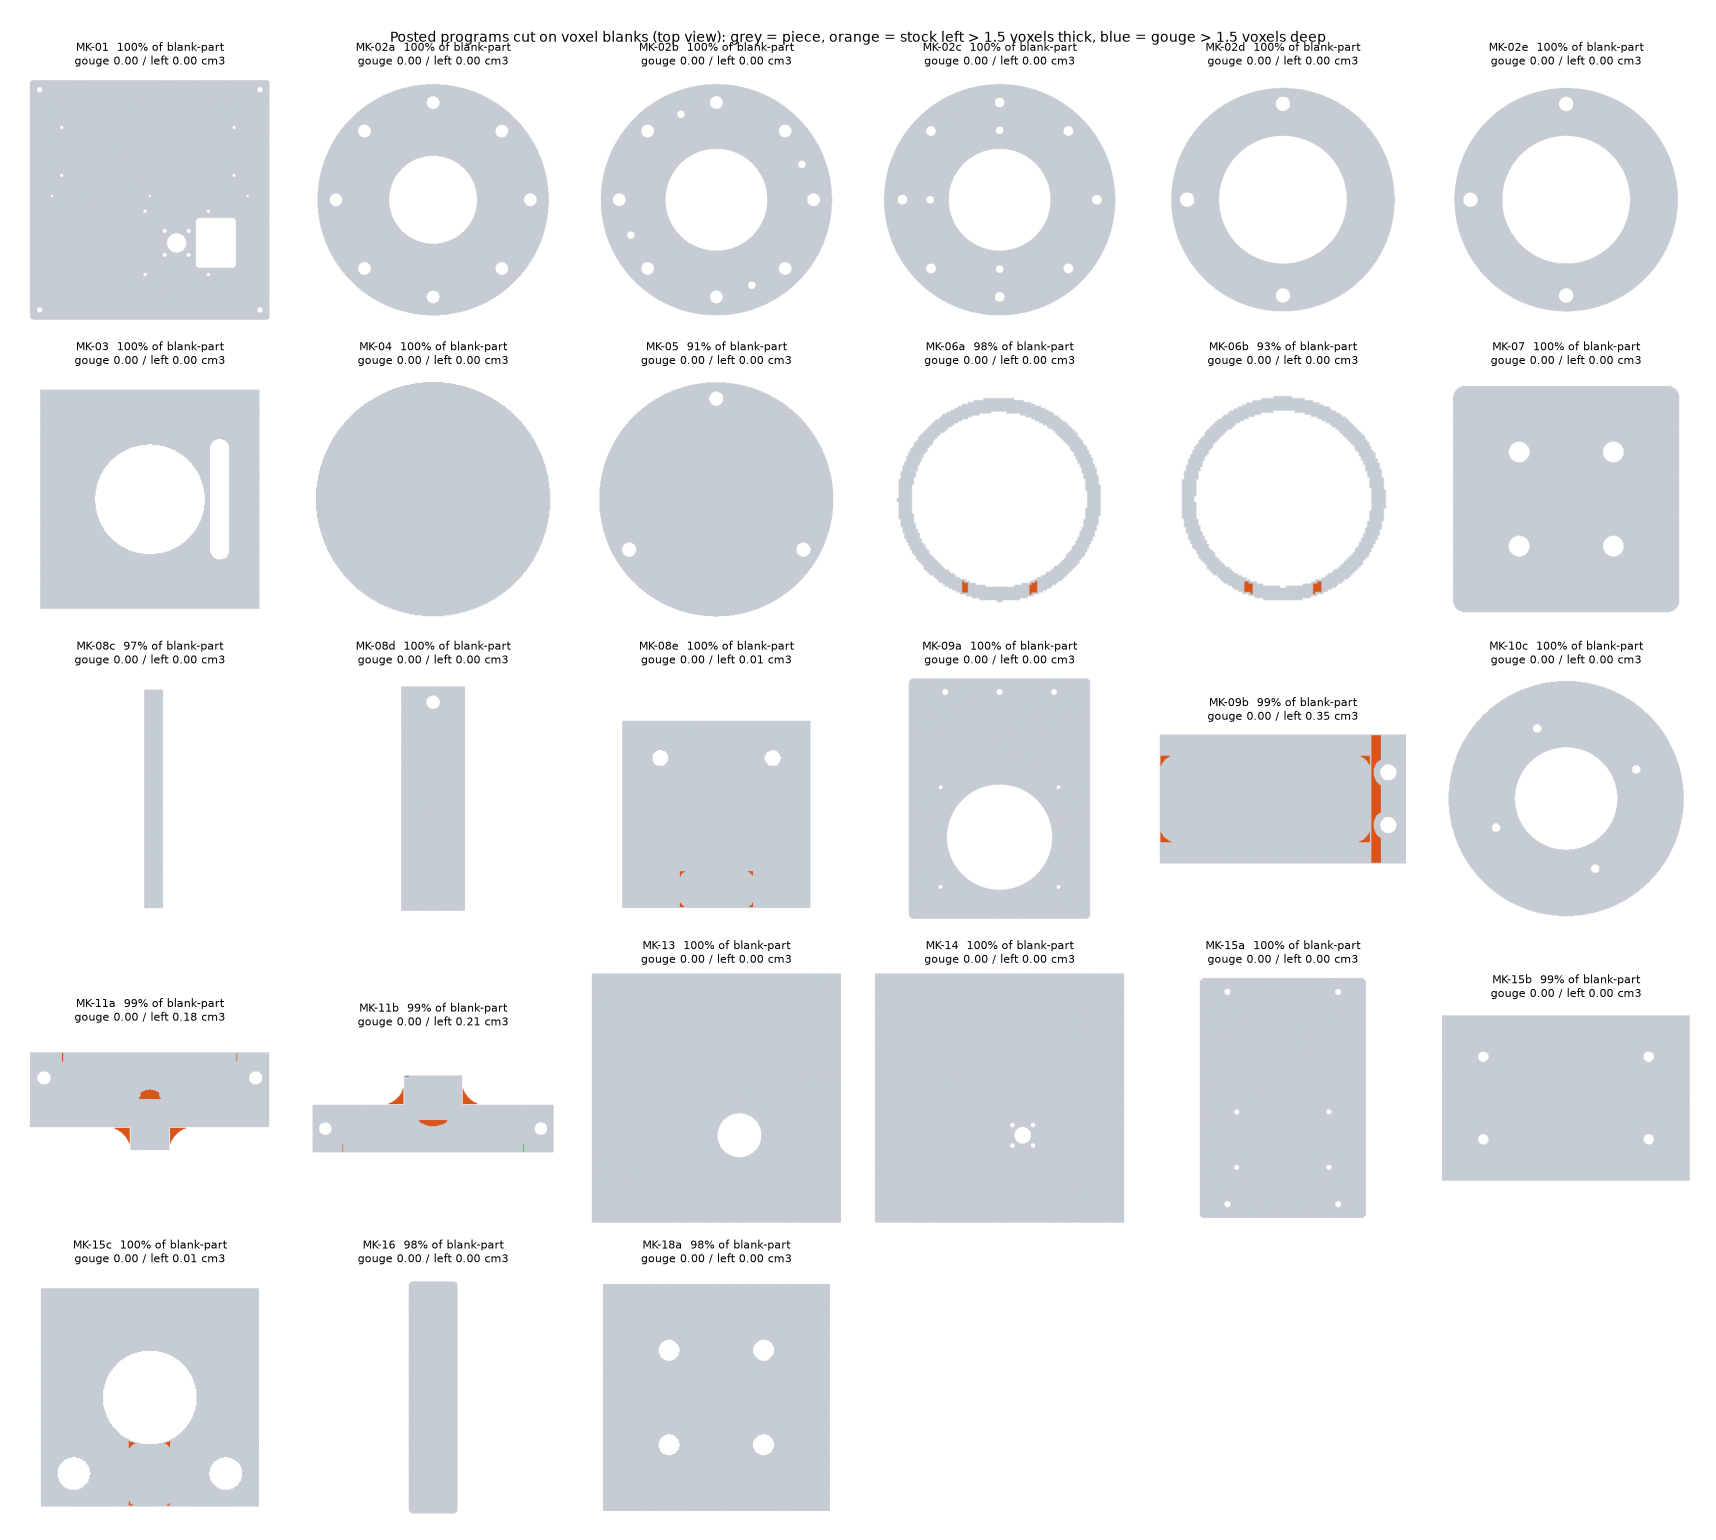 Posted programs cut on voxel blanks (top view): grey = piece, orange = stock left > 1.5 voxels thick, blue = gouge > 1.5 voxels deep
MK-01  100% of blank-part
gouge 0.00 / left 0.00 cm3
MK-02a  100% of blank-part
gouge 0.00 / left 0.00 cm3
MK-02b  100% of blank-part
gouge 0.00 / left 0.00 cm3
MK-02c  100% of blank-part
gouge 0.00 / left 0.00 cm3
MK-02d  100% of blank-part
gouge 0.00 / left 0.00 cm3
MK-02e  100% of blank-part
gouge 0.00 / left 0.00 cm3
MK-03  100% of blank-part
gouge 0.00 / left 0.00 cm3
MK-04  100% of blank-part
gouge 0.00 / left 0.00 cm3
MK-05  91% of blank-part
gouge 0.00 / left 0.00 cm3
MK-06a  98% of blank-part
gouge 0.00 / left 0.00 cm3
MK-06b  93% of blank-part
gouge 0.00 / left 0.00 cm3
MK-07  100% of blank-part
gouge 0.00 / left 0.00 cm3
MK-08c  97% of blank-part
gouge 0.00 / left 0.00 cm3
MK-08d  100% of blank-part
gouge 0.00 / left 0.00 cm3
MK-08e  100% of blank-part
gouge 0.00 / left 0.01 cm3
MK-09a  100% of blank-part
gouge 0.00 / left 0.00 cm3
MK-09b  99% of blank-part
gouge 0.00 / left 0.35 cm3
MK-10c  100% of blank-part
gouge 0.00 / left 0.00 cm3
MK-11a  99% of blank-part
gouge 0.00 / left 0.18 cm3
MK-11b  99% of blank-part
gouge 0.00 / left 0.21 cm3
MK-13  100% of blank-part
gouge 0.00 / left 0.00 cm3
MK-14  100% of blank-part
gouge 0.00 / left 0.00 cm3
MK-15a  100% of blank-part
gouge 0.00 / left 0.00 cm3
MK-15b  99% of blank-part
gouge 0.00 / left 0.00 cm3
MK-15c  100% of blank-part
gouge 0.00 / left 0.01 cm3
MK-16  98% of blank-part
gouge 0.00 / left 0.00 cm3
MK-18a  98% of blank-part
gouge 0.00 / left 0.00 cm3